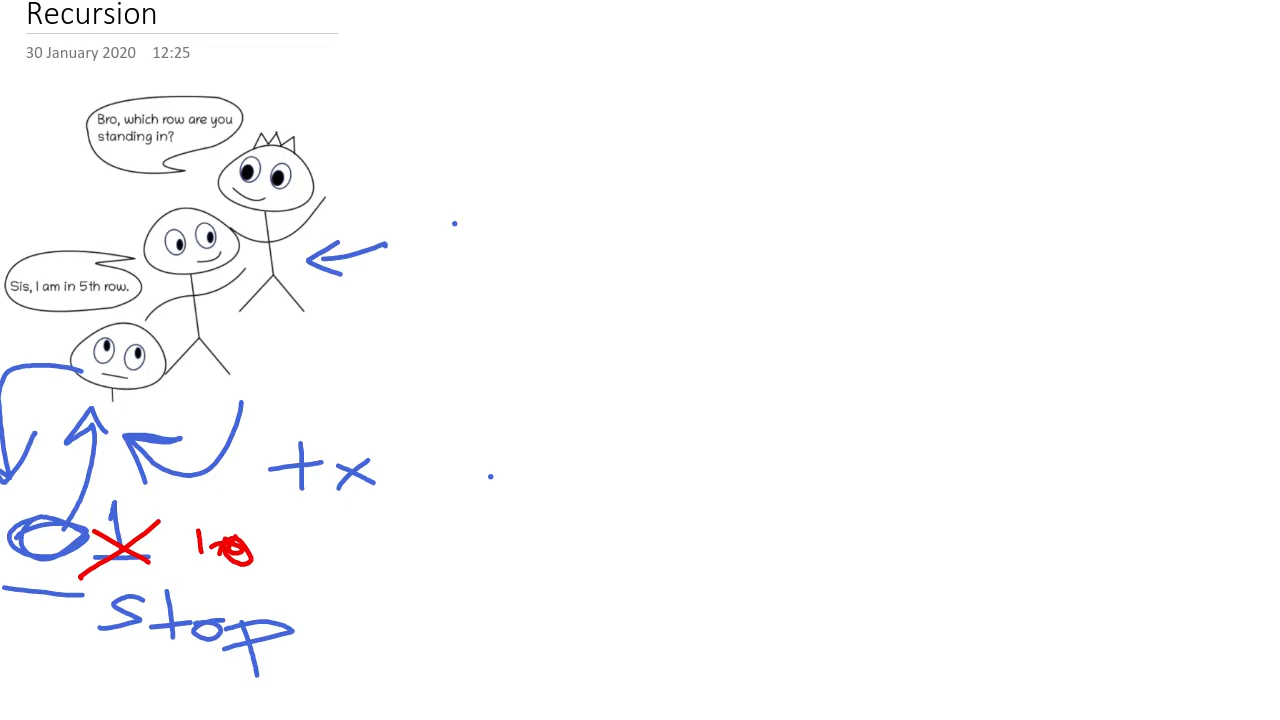 Recursion
30 January 2020 12:25
Bro, which row are you
standing in?
Sis, I am in 5th row.
+ x
1
stop